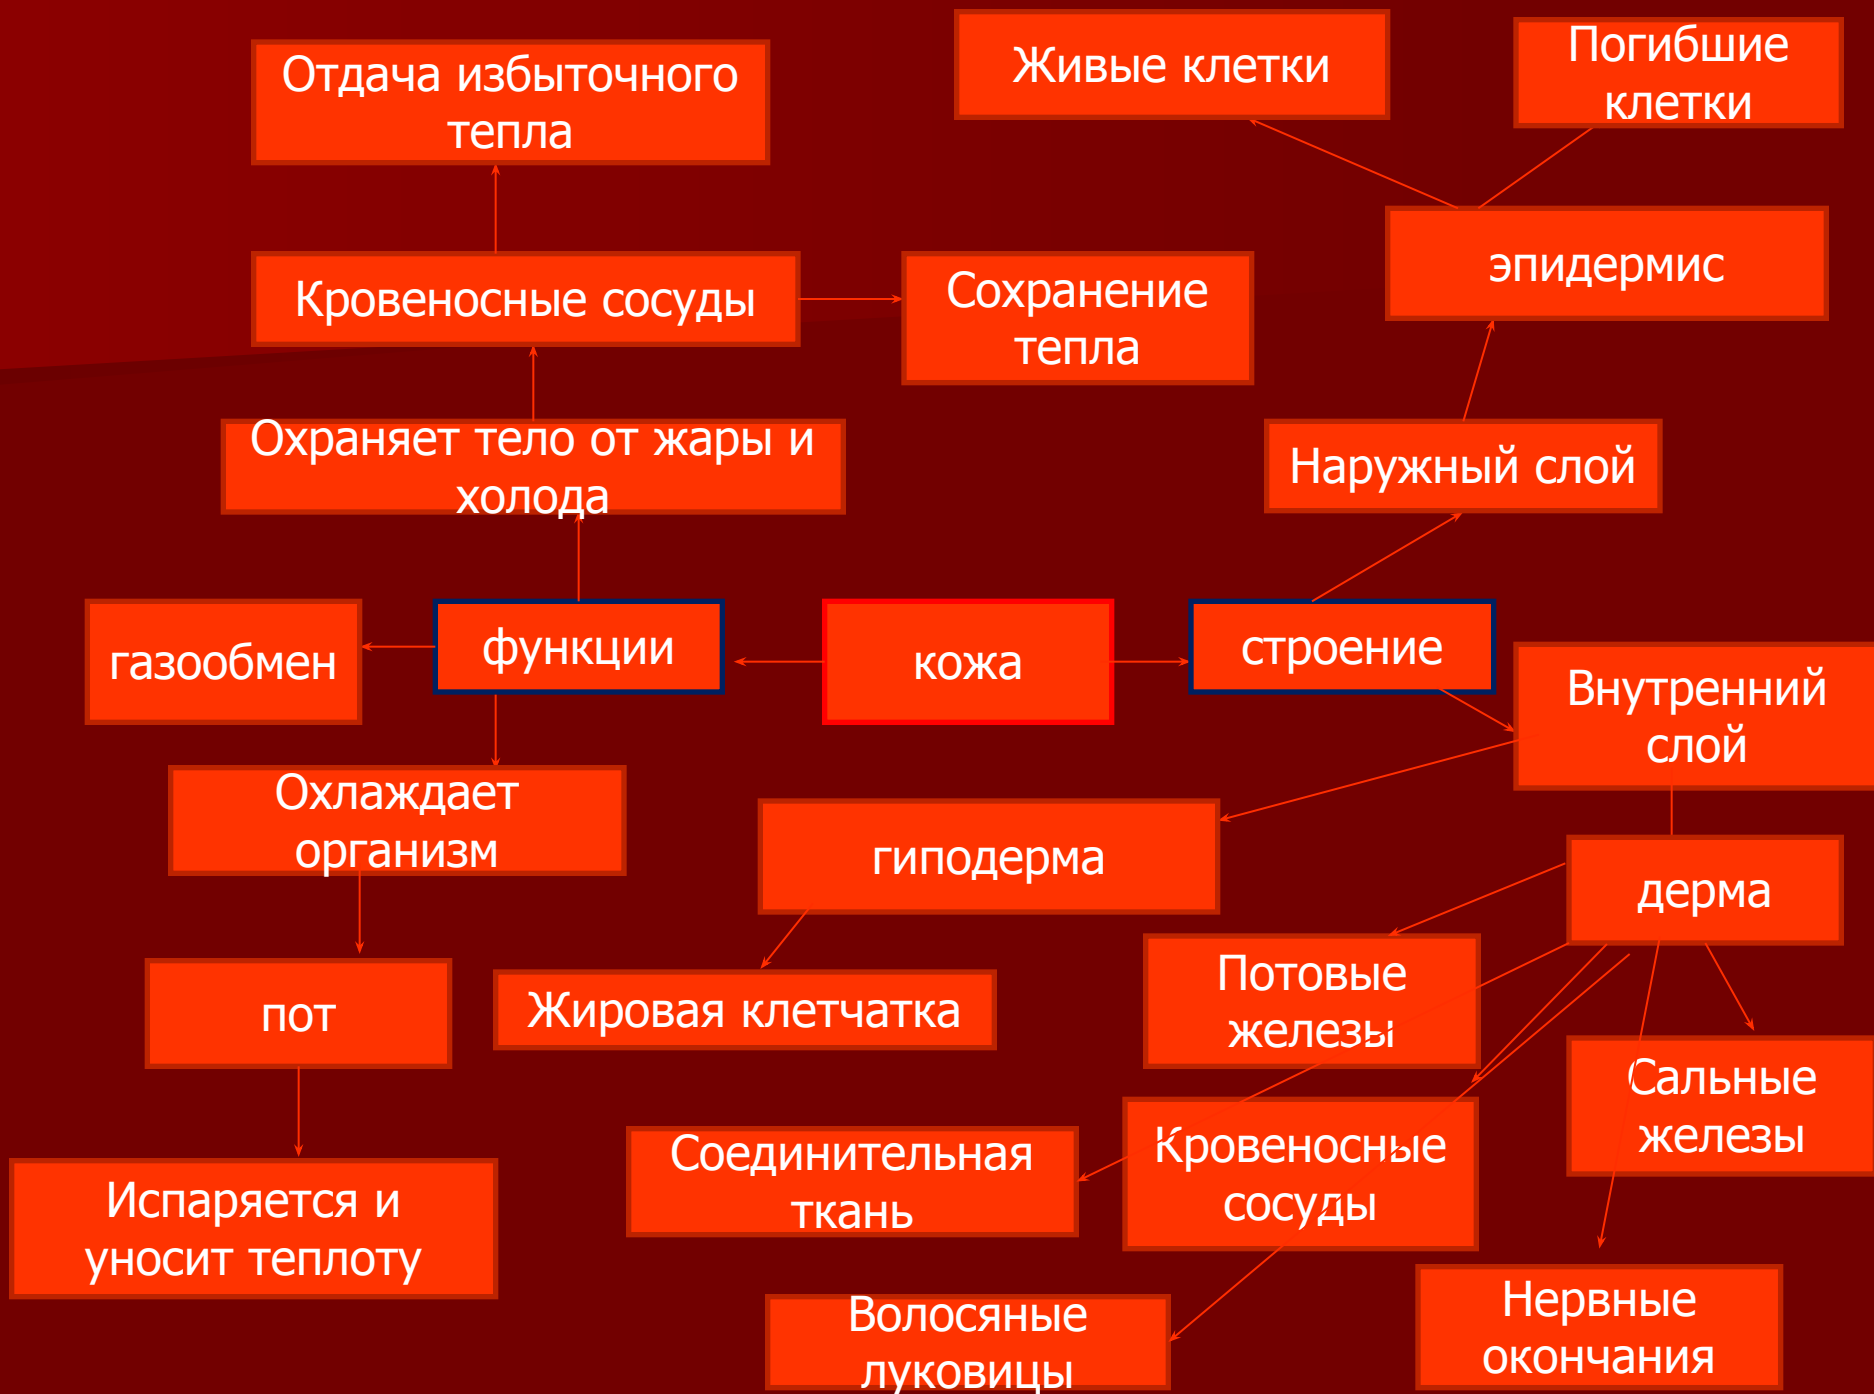 Отдача избыточного
тепла
Живые клетки
Погибшие
клетки
Кровеносные сосуды
Сохранение
тепла
эпидермис
Охраняет тело от жары и
холода
Наружный слой
газообмен
функции
кожа
строение
Внутренний
слой
Охлаждает
организм
гиподерма
дерма
пот
Жировая клетчатка
Потовые
железы
Сальные
железы
Соединительная
ткань
Кровеносные
сосуды
Испаряется и
уносит теплоту
Волосяные
луковицы
Нервные
окончания